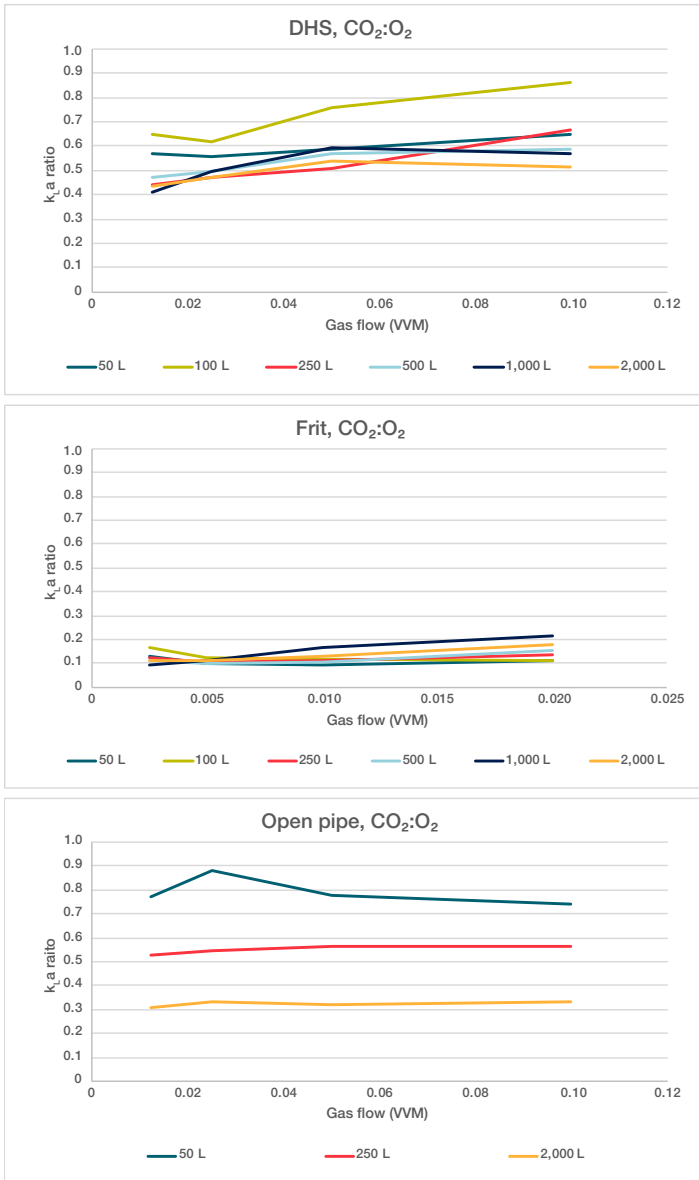 DHS, CO₂:O₂
1.0
0.9
0.8
0.7
0.6
0.5
0.4
0.3
0.2
0.1
0
kLa ratio
0 0.02 0.04 0.06 0.08 0.10 0.12
Gas flow (VVM)
50 L 100 L 250 L 500 L 1,000 L 2,000 L
Frit, CO₂:O₂
1.0
0.9
0.8
0.7
0.6
0.5
0.4
0.3
0.2
0.1
0
kLa ratio
0 0.005 0.010 0.015 0.020 0.025
Gas flow (VVM)
50 L 100 L 250 L 500 L 1,000 L 2,000 L
Open pipe, CO₂:O₂
1.0
0.9
0.8
0.7
0.6
0.5
0.4
0.3
0.2
0.1
0
kLa raito
0 0.02 0.04 0.06 0.08 0.10 0.12
Gas flow (VVM)
50 L 250 L 2,000 L